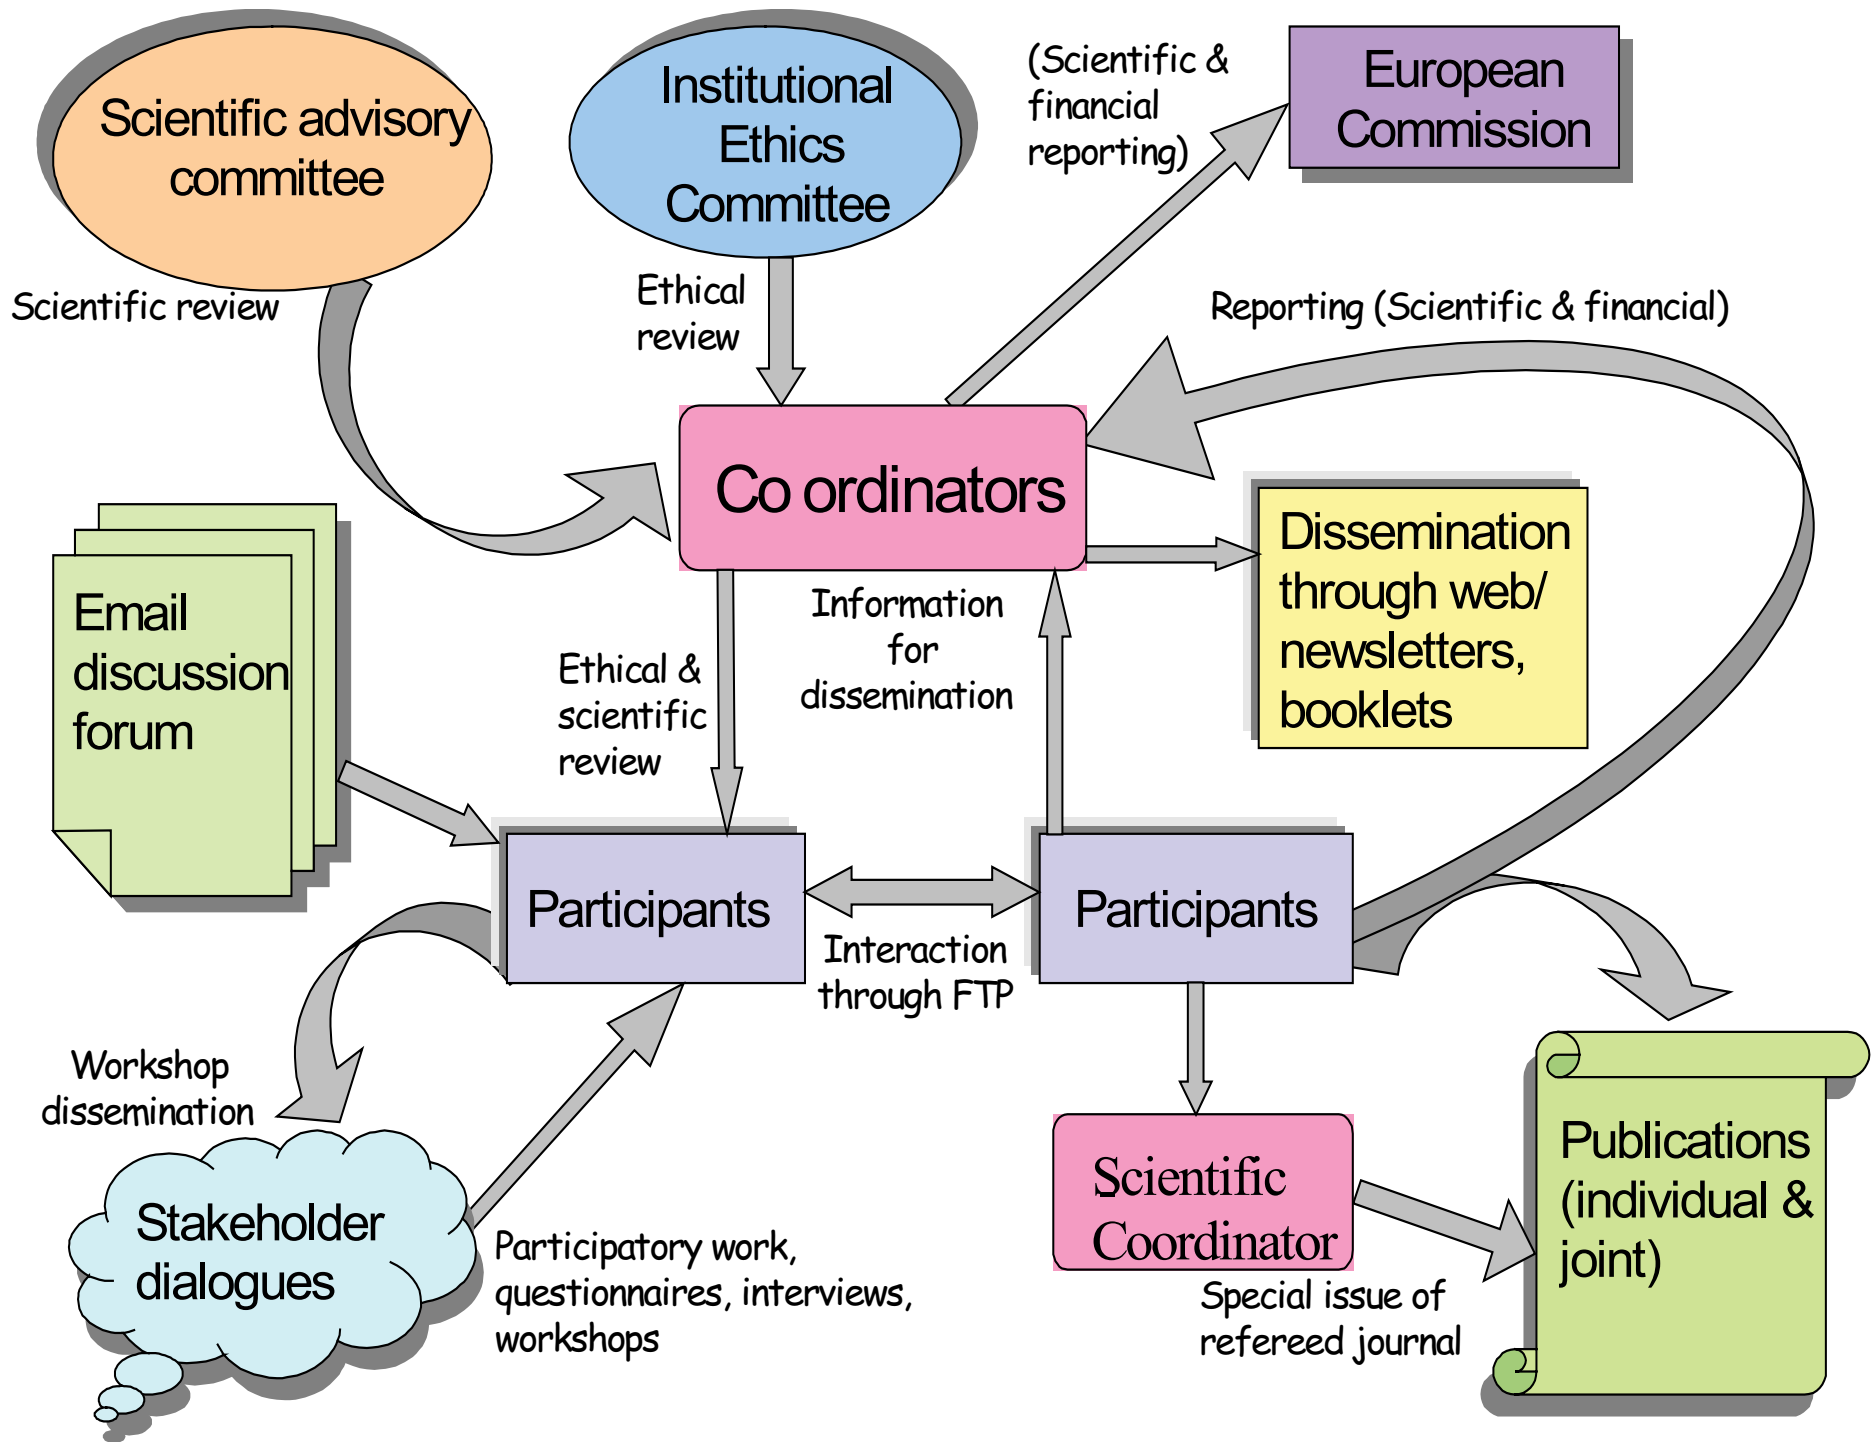 Scientific advisory
committee
Institutional
Ethics
Committee
(Scientific &
financial
reporting)
European
Commission
Scientific review
Ethical
review
Reporting (Scientific & financial)
Co ordinators
Email
discussion
forum
Ethical &
scientific
review
Information
for
dissemination
Dissemination
through web/
newsletters,
booklets
Participants
Interaction
through FTP
Participants
Workshop
dissemination
Stakeholder
dialogues
Participatory work,
questionnaires, interviews,
workshops
Scientific
Coordinator
Special issue of
refereed journal
Publications
(individual &
joint)